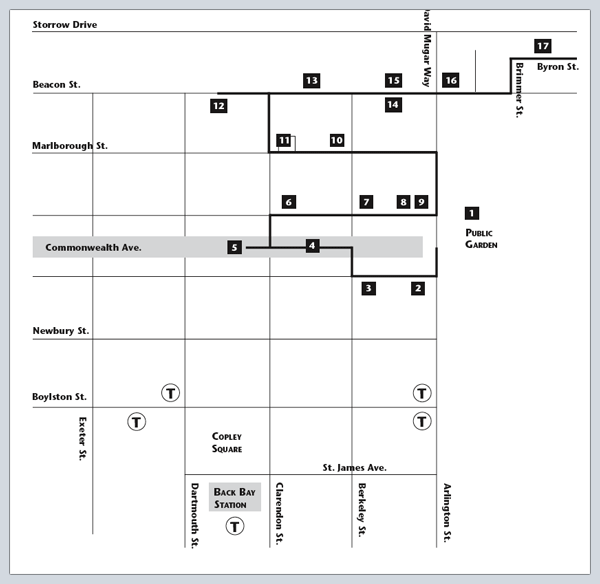 Storrow Drive
David Mugar Way
17
Byron St.
Brimmer St.
16
15
13
Beacon St.
12
14
11
10
Marlborough St.
6
7
8
9
1
PUBLIC
GARDEN
Commonwealth Ave.
5
4
3
2
Newbury St.
Boylston St.
T
T
T
T
Exeter St.
COPLEY
SQUARE
St. James Ave.
Dartmouth St.
BACK BAY
STATION
T
Clarendon St.
Berkeley St.
Arlington St.